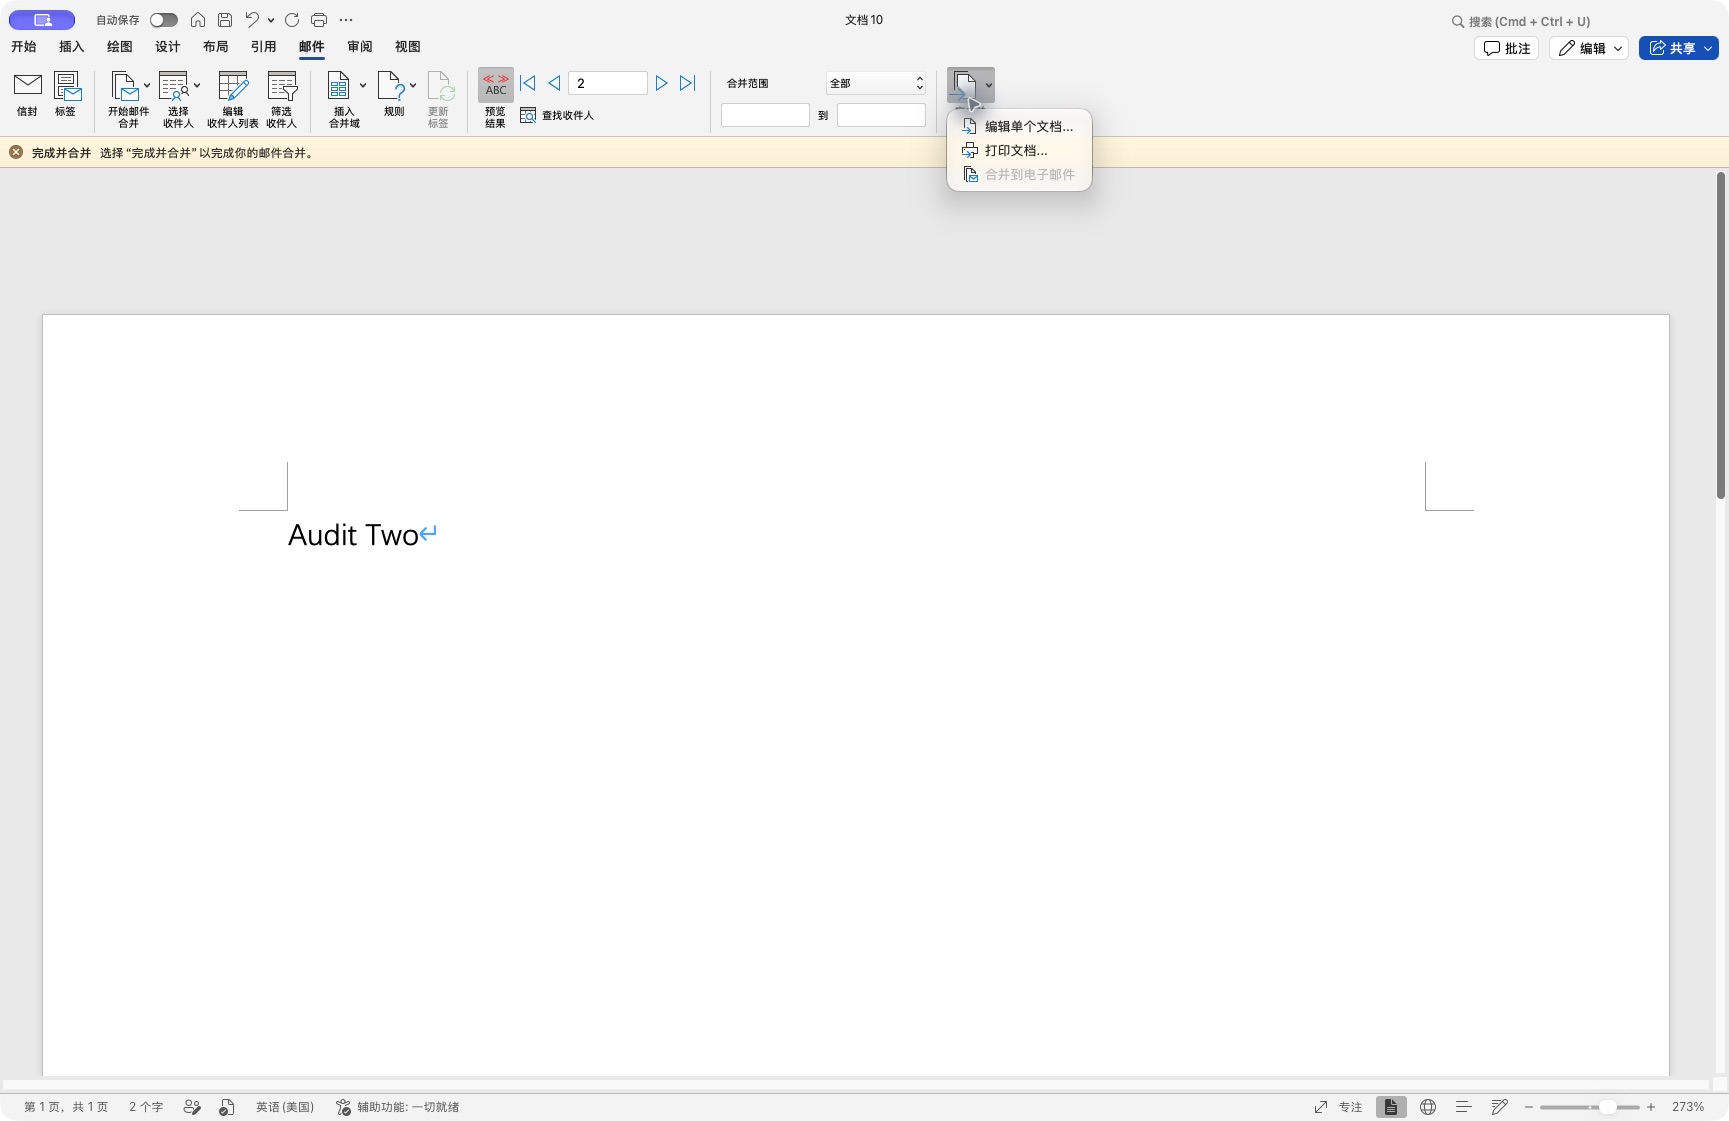 自动保存
文档10
搜索 (Cmd + Ctrl + U)
开始 插入 绘图 设计 布局 引用 邮件 审阅 视图
批注 编辑 共享
信封
标签
开始邮件
合并
选择
收件人
编辑
收件人列表
筛选
收件人
插入
合并域
规则
更新
标签
ABC
预览
结果
2
查找收件人
合并范围 全部
到
编辑单个文档...
打印文档...
合并到电子邮件
完成并合并 选择“完成并合并”以完成你的邮件合并。
Audit Two
第1页，共1页 2个字 英语(美国) 辅助功能: 一切就绪 专注 273%